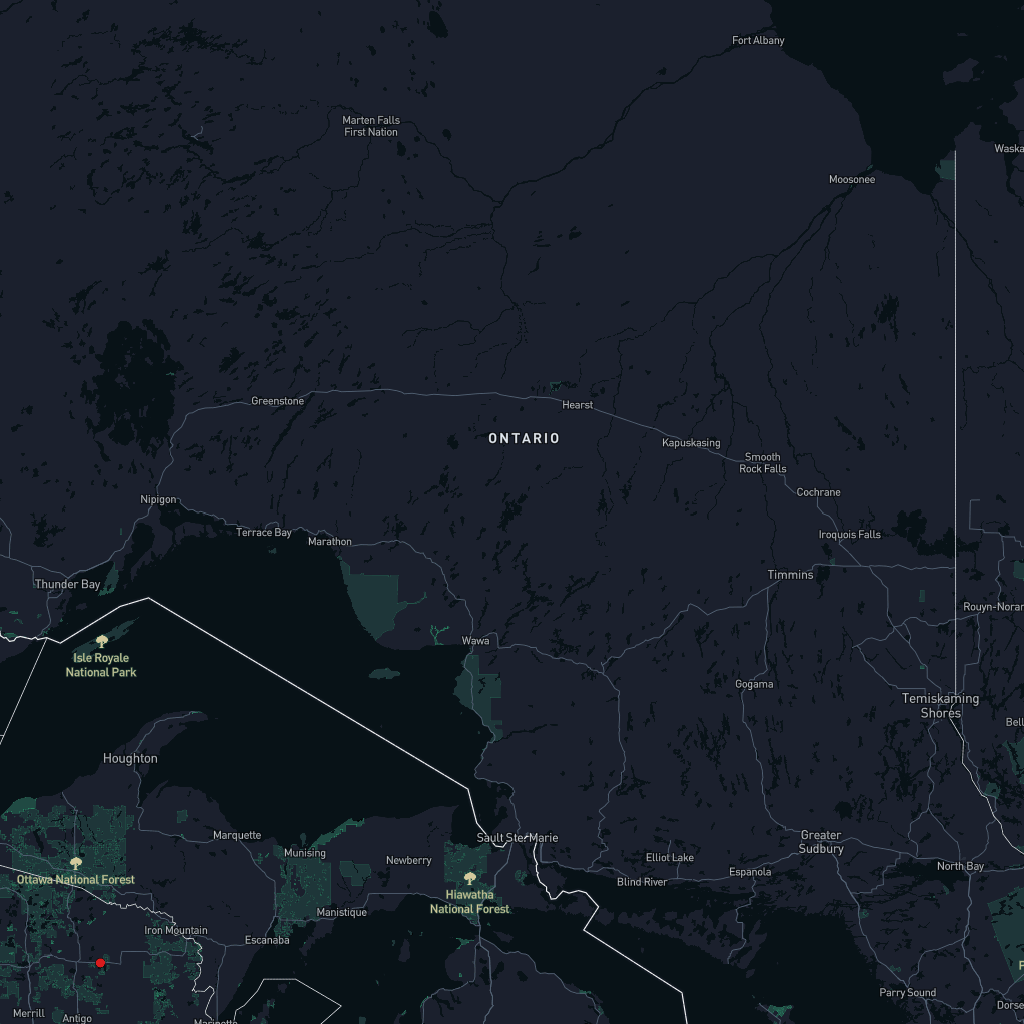 Fort Albany
Marten Falls
First Nation
Moosonee
Greenstone
Hearst
ONTARIO
Kapuskasing
Smooth
Rock Falls
Cochrane
Nipigon
Terrace Bay
Marathon
Iroquois Falls
Thunder Bay
Timmins
Rouyn-Noran
Wawa
Isle Royale
National Park
Gogama
Temiskaming
Shores
Bell
Houghton
Marquette
Sault Ste. Marie
Greater
Sudbury
Munising
Newberry
Elliot Lake
North Bay
Ottawa National Forest
Blind River
Espanola
Hiawatha
National Forest
Manistique
Iron Mountain
Escanaba
P
Parry Sound
Merrill
Antigo
Marinette
Dorse
Waska